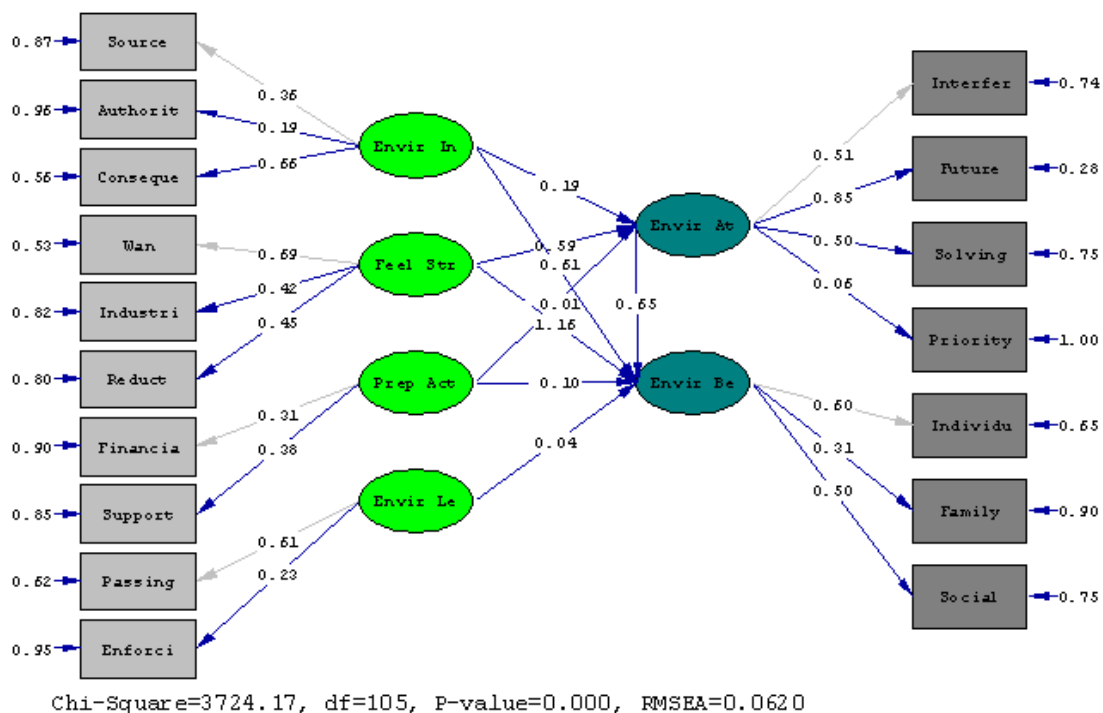 0.87
Source
0.96
Authorit
0.56
Conseque
0.53
Wan
0.82
Industri
0.80
Reduct
0.90
Financia
0.85
Support
0.62
Passing
0.95
Enforci
0.36
0.19
0.66
0.69
0.42
0.45
0.31
0.38
0.61
0.23
Envir In
Feel Str
Prep Act
Envir Le
0.19
0.59
0.61
0.01
1.16
0.65
0.10
0.04
Envir At
Envir Be
0.51
0.85
0.50
0.06
0.60
0.31
0.50
Interfer
0.74
Future
0.28
Solving
0.75
Priority
1.00
Individu
0.65
Family
0.90
Social
0.75
Chi-Square=3724.17, df=105, P-value=0.000, RMSEA=0.0620